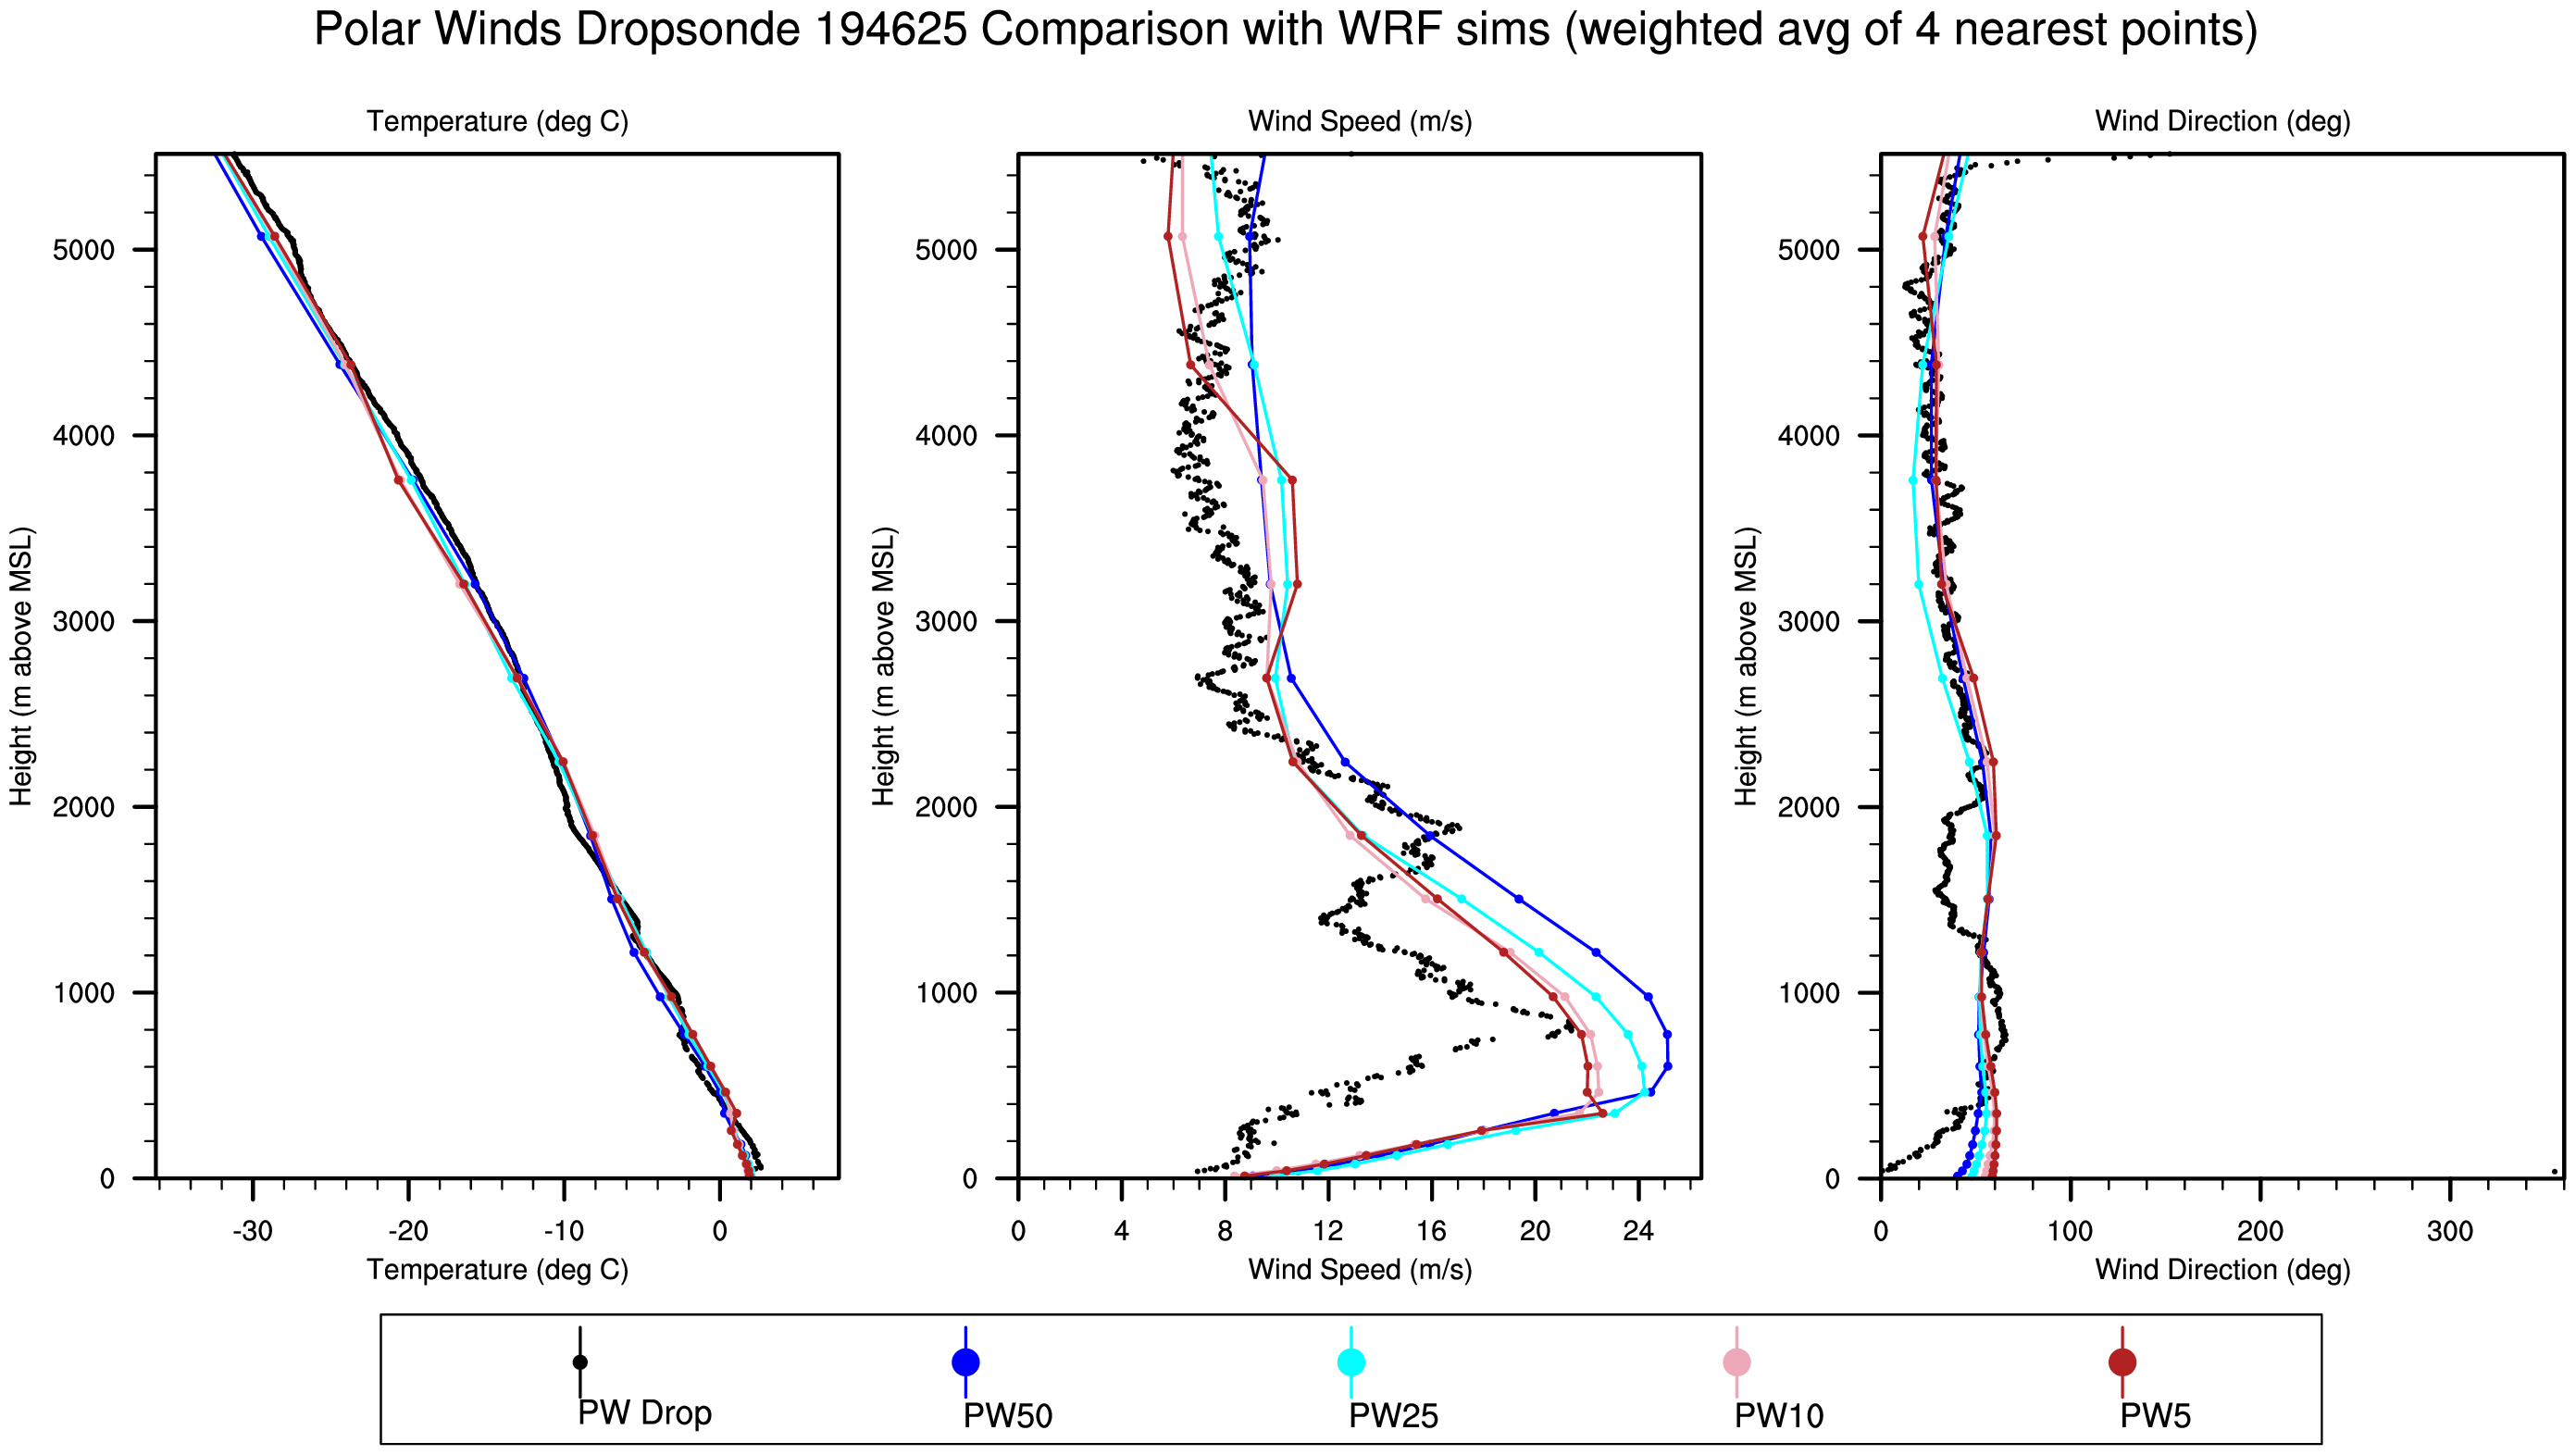 Polar Winds Dropsonde 194625 Comparison with WRF sims (weighted avg of 4 nearest points)
Temperature (deg C)
Wind Speed (m/s)
Wind Direction (deg)
Height (m above MSL)
5000
4000
3000
2000
1000
0
-30
-20
-10
0
Temperature (deg C)
Height (m above MSL)
5000
4000
3000
2000
1000
0
0
4
8
12
16
20
24
Wind Speed (m/s)
Height (m above MSL)
5000
4000
3000
2000
1000
0
0
100
200
300
Wind Direction (deg)
PW Drop
PW50
PW25
PW10
PW5